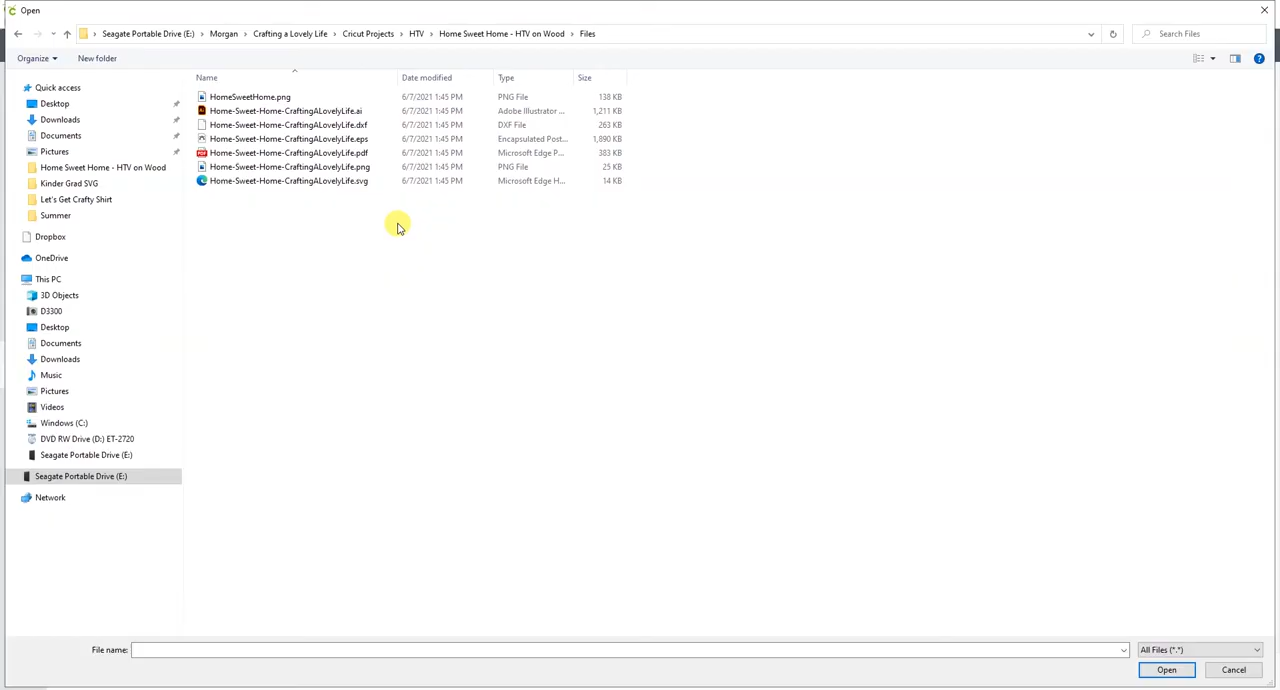 Open
Seagate Portable Drive (E:) › Morgan › Crafting a Lovely Life › Cricut Projects › HTV › Home Sweet Home - HTV on Wood › Files
Search Files
Organize
New folder
Name
Date modified
Type
Size
Quick access
Desktop
Downloads
Documents
Pictures
Home Sweet Home - HTV on Wood
Kinder Grad SVG
Let's Get Crafty Shirt
Summer
Dropbox
OneDrive
This PC
3D Objects
D3300
Desktop
Documents
Downloads
Music
Pictures
Videos
Windows (C:)
DVD RW Drive (D:) ET-2720
Seagate Portable Drive (E:)
Seagate Portable Drive (E:)
Network
HomeSweetHome.png 6/7/2021 1:45 PM PNG File 138 KB
Home-Sweet-Home-CraftingALovelyLife.ai 6/7/2021 1:45 PM Adobe Illustrator ... 1,211 KB
Home-Sweet-Home-CraftingALovelyLife.dxf 6/7/2021 1:45 PM DXF File 263 KB
Home-Sweet-Home-CraftingALovelyLife.eps 6/7/2021 1:45 PM Encapsulated Post... 1,890 KB
Home-Sweet-Home-CraftingALovelyLife.pdf 6/7/2021 1:45 PM Microsoft Edge P... 383 KB
Home-Sweet-Home-CraftingALovelyLife.png 6/7/2021 1:45 PM PNG File 25 KB
Home-Sweet-Home-CraftingALovelyLife.svg 6/7/2021 1:45 PM Microsoft Edge H... 14 KB
File name:
All Files (*.*)
Open
Cancel